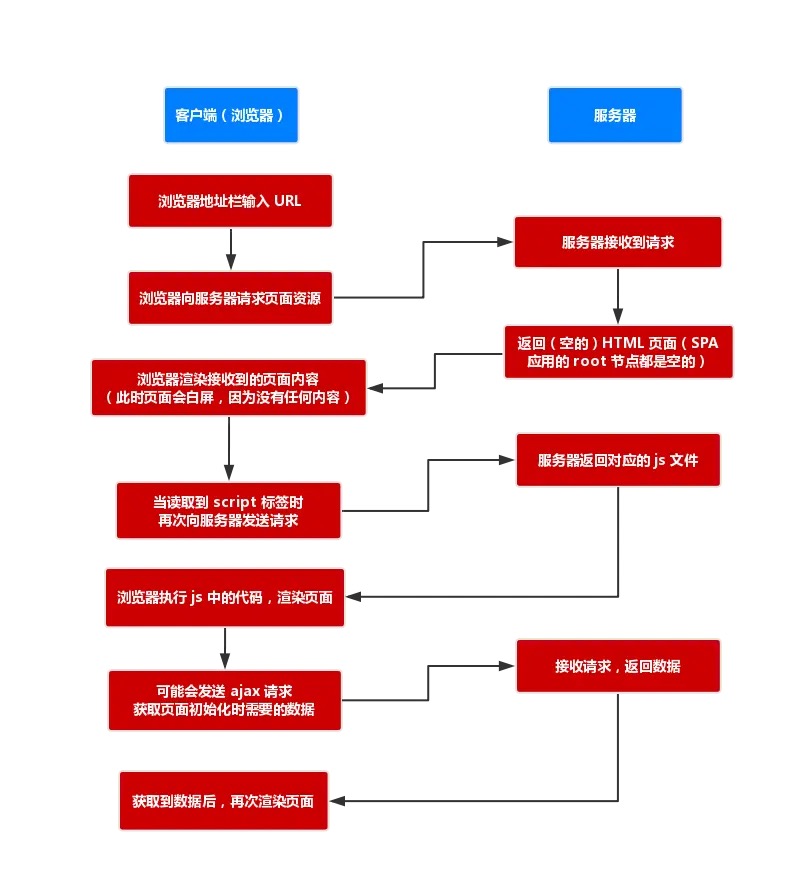 客户端（浏览器）
服务器
浏览器地址栏输入 URL
浏览器向服务器请求页面资源
服务器接收到请求
返回（空的）HTML 页面（SPA
应用的 root 节点都是空的）
浏览器渲染接收到的页面内容
（此时页面会白屏，因为没有任何内容）
当读取到 script 标签时
再次向服务器发送请求
服务器返回对应的 js 文件
浏览器执行 js 中的代码，渲染页面
可能会发送 ajax 请求
获取页面初始化时需要的数据
接收请求，返回数据
获取到数据后，再次渲染页面